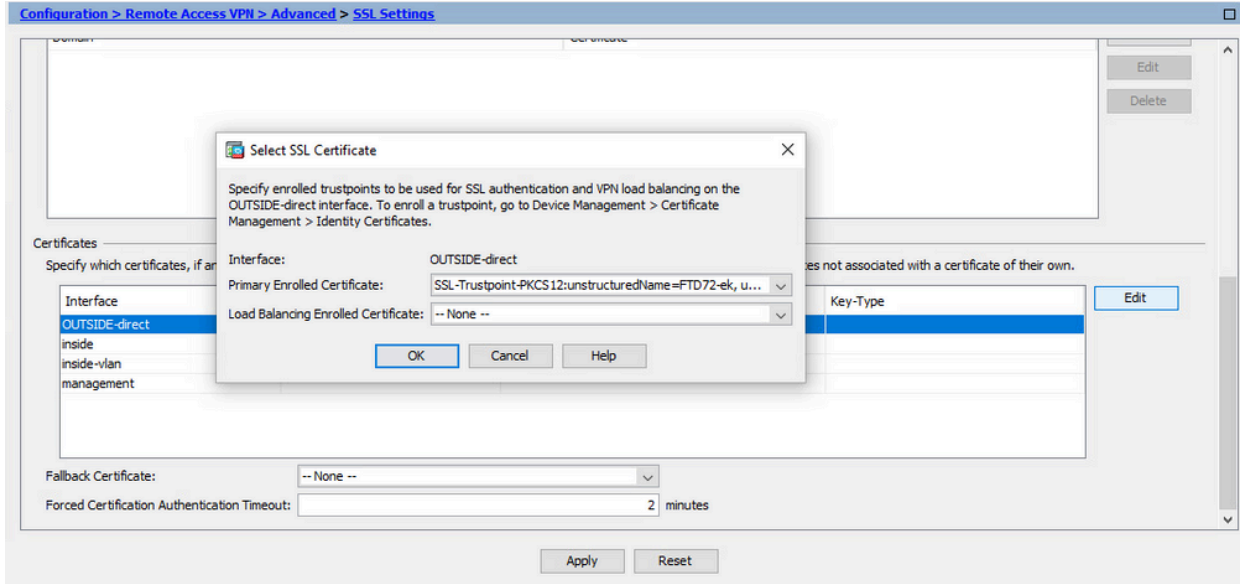 Configuration > Remote Access VPN > Advanced > SSL Settings
Edit
Delete
Select SSL Certificate
Specify enrolled trustpoints to be used for SSL authentication and VPN load balancing on the
OUTSIDE-direct interface. To enroll a trustpoint, go to Device Management > Certificate
Management > Identity Certificates.
Interface: OUTSIDE-direct
Primary Enrolled Certificate: SSL-Trustpoint-PKCS12:unstructuredName=FTD72-ek, u...
Load Balancing Enrolled Certificate: -- None --
OK Cancel Help
Certificates
Specify which certificates, if
not associated with a certificate of their own.
Interface Key-Type Edit
OUTSIDE-direct
inside
inside-vlan
management
Fallback Certificate: -- None --
Forced Certification Authentication Timeout: 2 minutes
Apply Reset